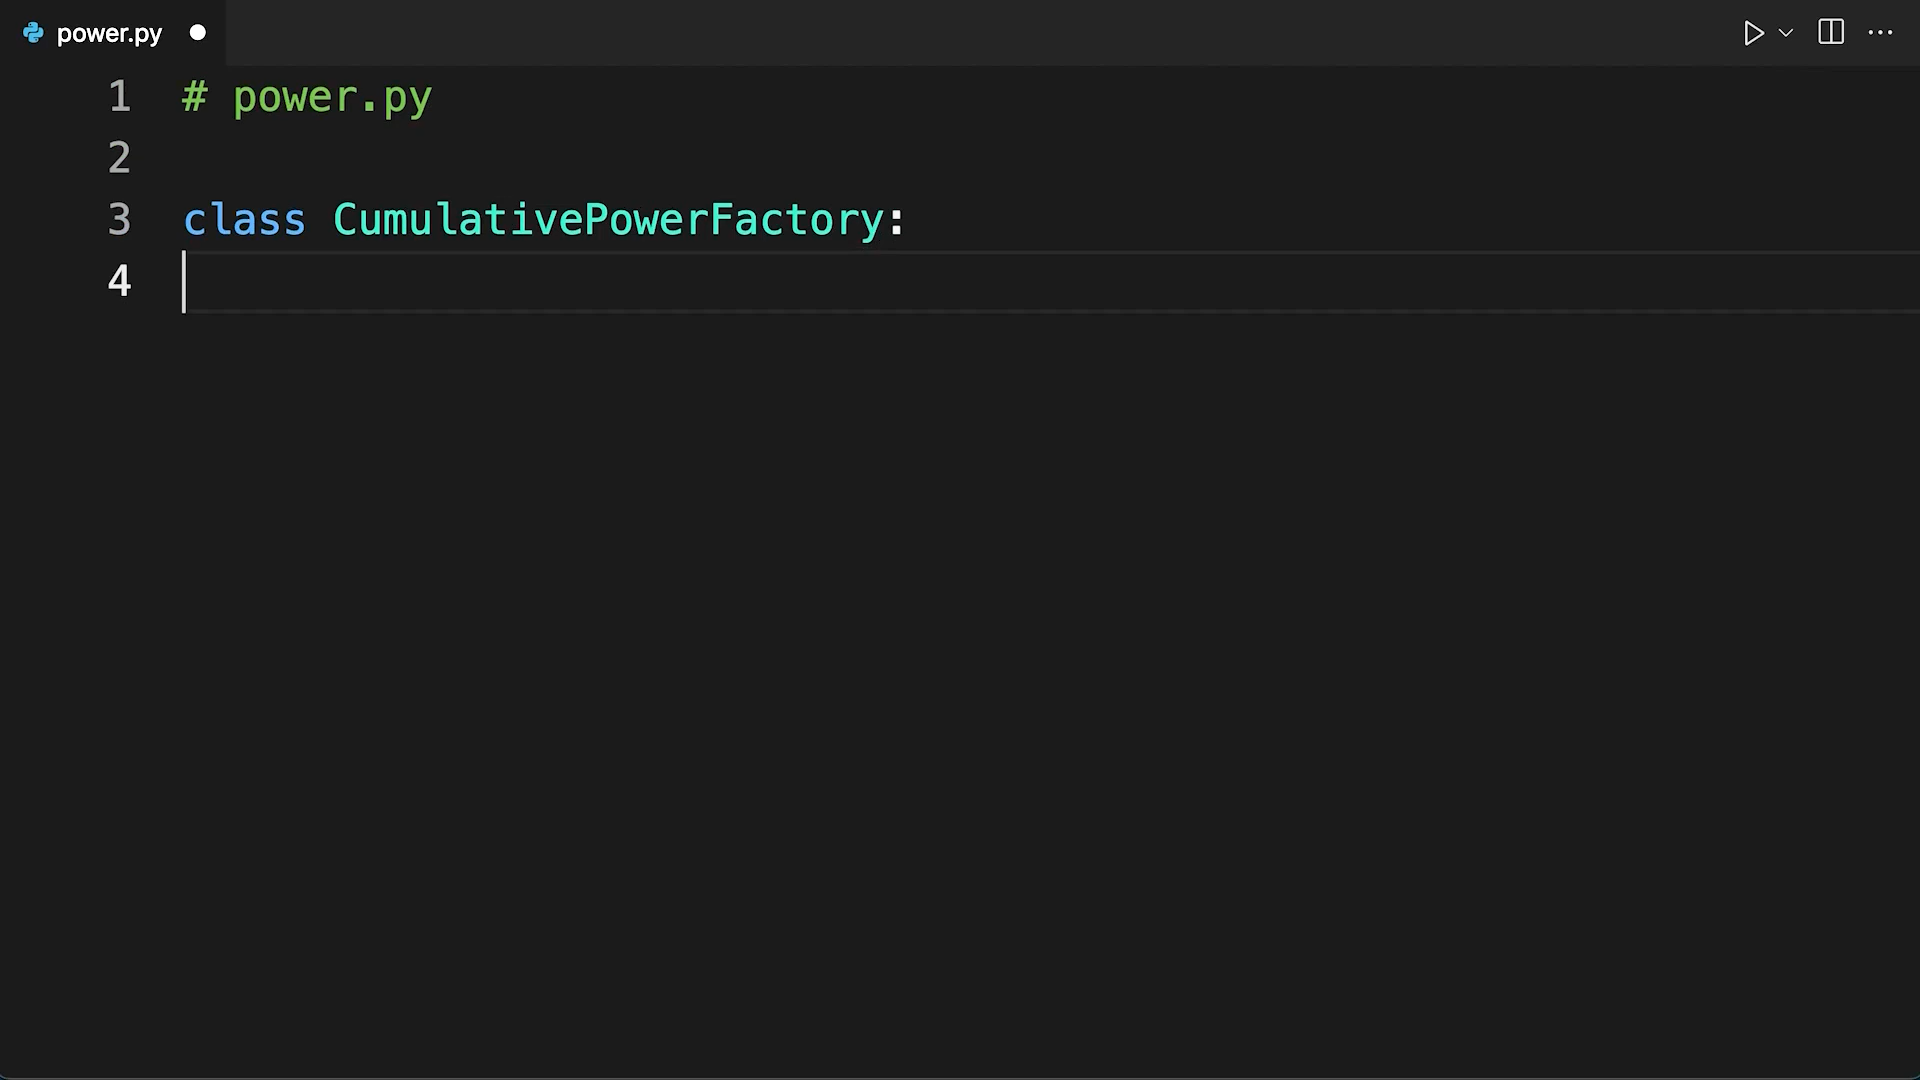 power.py
1 # power.py
2
3 class CumulativePowerFactory:
4